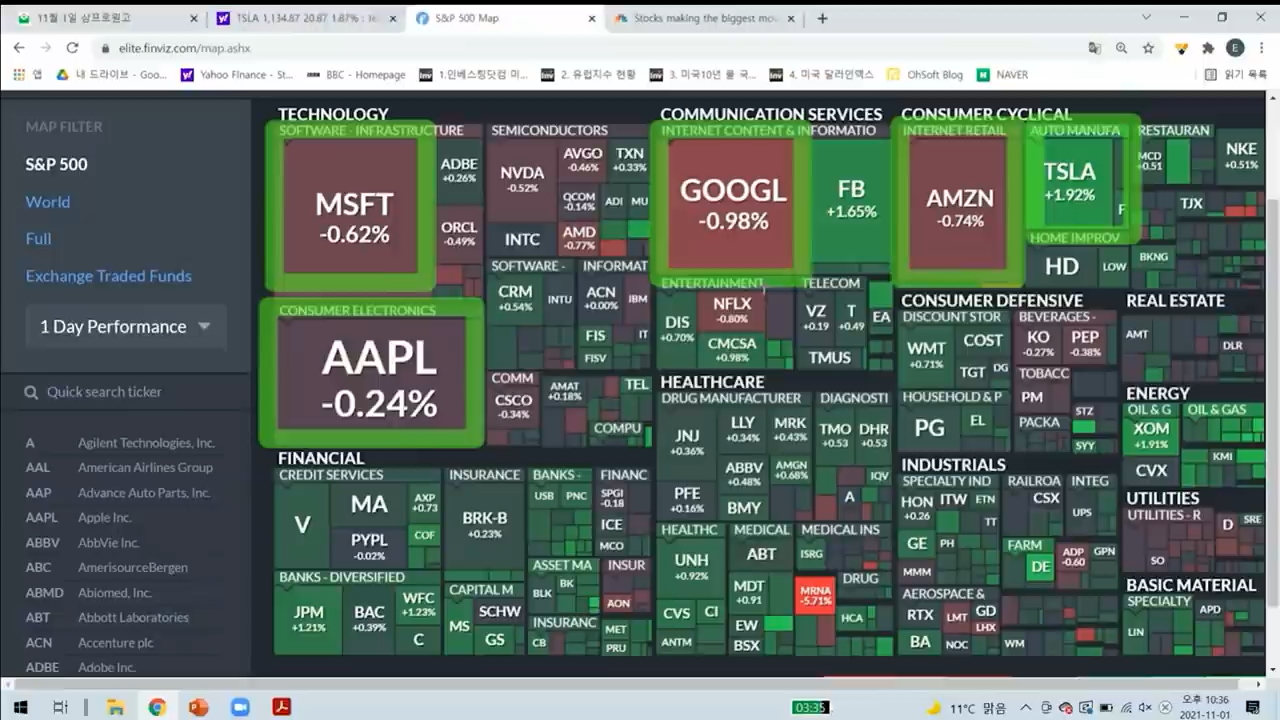 11월 1일 삼프로원고
TSLA 1,134.87 20.87 1.87% : Te
S&P 500 Map
Stocks making the biggest mo
elite.finviz.com/map.ashx
E
앱
내 드라이브 - Goo...
Yahoo Finance - St...
BBC - Homepage
1.인베스팅닷컴 미...
2. 유럽지수 현황
3. 미국10년 물 국...
4. 미국 달러인덱스
OhSoft Blog
NAVER
읽기 목록
MAP FILTER
S&P 500
World
Full
Exchange Traded Funds
1 Day Performance
Quick search ticker
A Agilent Technologies, Inc.
AAL American Airlines Group
AAP Advance Auto Parts, Inc.
AAPL Apple Inc.
ABBV AbbVie Inc.
ABC AmerisourceBergen
ABMD Abiomed, Inc.
ABT Abbott Laboratories
ACN Accenture plc
ADBE Adobe Inc.
TECHNOLOGY
SOFTWARE - INFRASTRUCTURE
MSFT
-0.62%
ADBE
+0.26%
ORCL
-0.49%
SEMICONDUCTORS
NVDA
-0.52%
AVGO
-0.46%
TXN
+0.33%
QCOM
-0.14%
ADI
MU
INTC
AMD
-0.77%
CONSUMER ELECTRONICS
AAPL
-0.24%
SOFTWARE -
CRM
+0.54%
INTU
INFORMAT
ACN
+0.00%
IBM
FIS
IT
FISV
COMM
CSCO
-0.34%
AMAT
+0.18%
TEL
COMPU
COMMUNICATION SERVICES
INTERNET CONTENT & INFORMATIO
GOOGL
-0.98%
FB
+1.65%
ENTERTAINMENT
DIS
+0.70%
NFLX
-0.80%
CMCSA
+0.98%
TELECOM
VZ
+0.19
T
+0.49
EA
TMUS
CONSUMER CYCLICAL
INTERNET RETAIL
AMZN
-0.74%
AUTO MANUFA
TSLA
+1.92%
F
RESTAURAN
MCD
+0.51
NKE
+0.51%
TJX
HOME IMPROV
HD
LOW
BKNG
CONSUMER DEFENSIVE
DISCOUNT STOR
WMT
+0.71%
COST
TGT
DG
BEVERAGES -
KO
-0.27%
PEP
-0.38%
TOBACC
PM
HOUSEHOLD & P
PG
EL
PACKA
STZ
SYY
REAL ESTATE
AMT
DLR
FINANCIAL
CREDIT SERVICES
V
MA
AXP
+0.73
PYPL
-0.02%
COF
INSURANCE
BRK-B
+0.23%
BANKS -
USB
PNC
FINANC
SPGI
-0.18
ICE
MCO
BANKS - DIVERSIFIED
JPM
+1.21%
BAC
+0.39%
WFC
+1.23%
C
CAPITAL M
MS
SCHW
GS
ASSET MA
BK
BLK
INSUR
AON
INSURANC
CB
MET
PRU
HEALTHCARE
DRUG MANUFACTURER
JNJ
+0.36%
LLY
+0.34%
MRK
+0.43%
ABBV
+0.48%
AMGN
+0.68%
PFE
+0.16%
BMY
DIAGNOSTI
TMO
+0.53
DHR
+0.53
IQV
A
HEALTHC
UNH
+0.92%
CVS
CI
ANTM
MEDICAL
ABT
MDT
+0.91
EW
BSX
MEDICAL INS
ISRG
MRNA
-5.71%
DRUG
HCA
INDUSTRIALS
SPECIALTY IND
HON
+0.26
ITW
ETN
TT
GE
PH
MMM
RAILROA
CSX
INTEG
UPS
FARM
DE
ADP
-0.60
GPN
AEROSPACE &
RTX
LMT
GD
LHX
BA
NOC
WM
ENERGY
OIL & G
XOM
+1.91%
OIL & GAS
KMI
CVX
UTILITIES
UTILITIES - R
D
SRE
SO
BASIC MATERIAL
SPECIALTY
APD
LIN
03:35
11°C 맑음
오후 10:36
2021-11-01